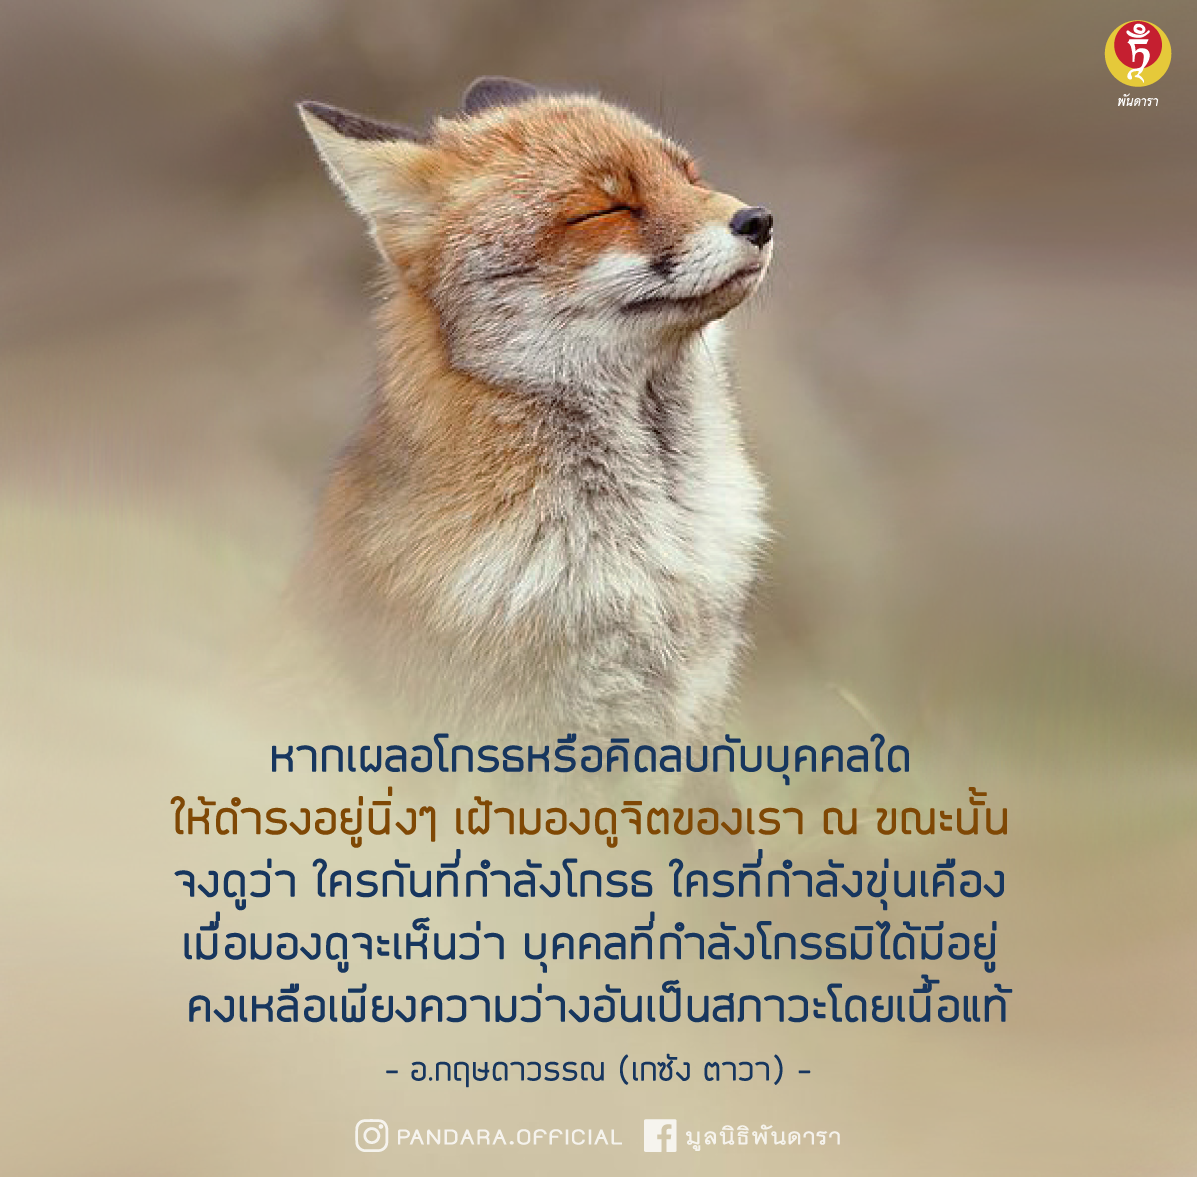 พันดารา
หากเผลอโกรธหรือคิดลบกับบุคคลใด
ให้ดำรงอยู่นิ่งๆ เฝ้ามองดูจิตของเรา ณ ขณะนั้น
จงดูว่า ใครกันที่กำลังโกรธ ใครที่กำลังขุ่นเคือง
เมื่อมองดูจะเห็นว่า บุคคลที่กำลังโกรธมิได้มีอยู่
คงเหลือเพียงความว่างอันเป็นสภาวะโดยเนื้อแท้
- อ.กฤษดาวรรณ (เกซัง ตาวา) -
PANDARA.OFFICIAL มูลนิธิพันดารา